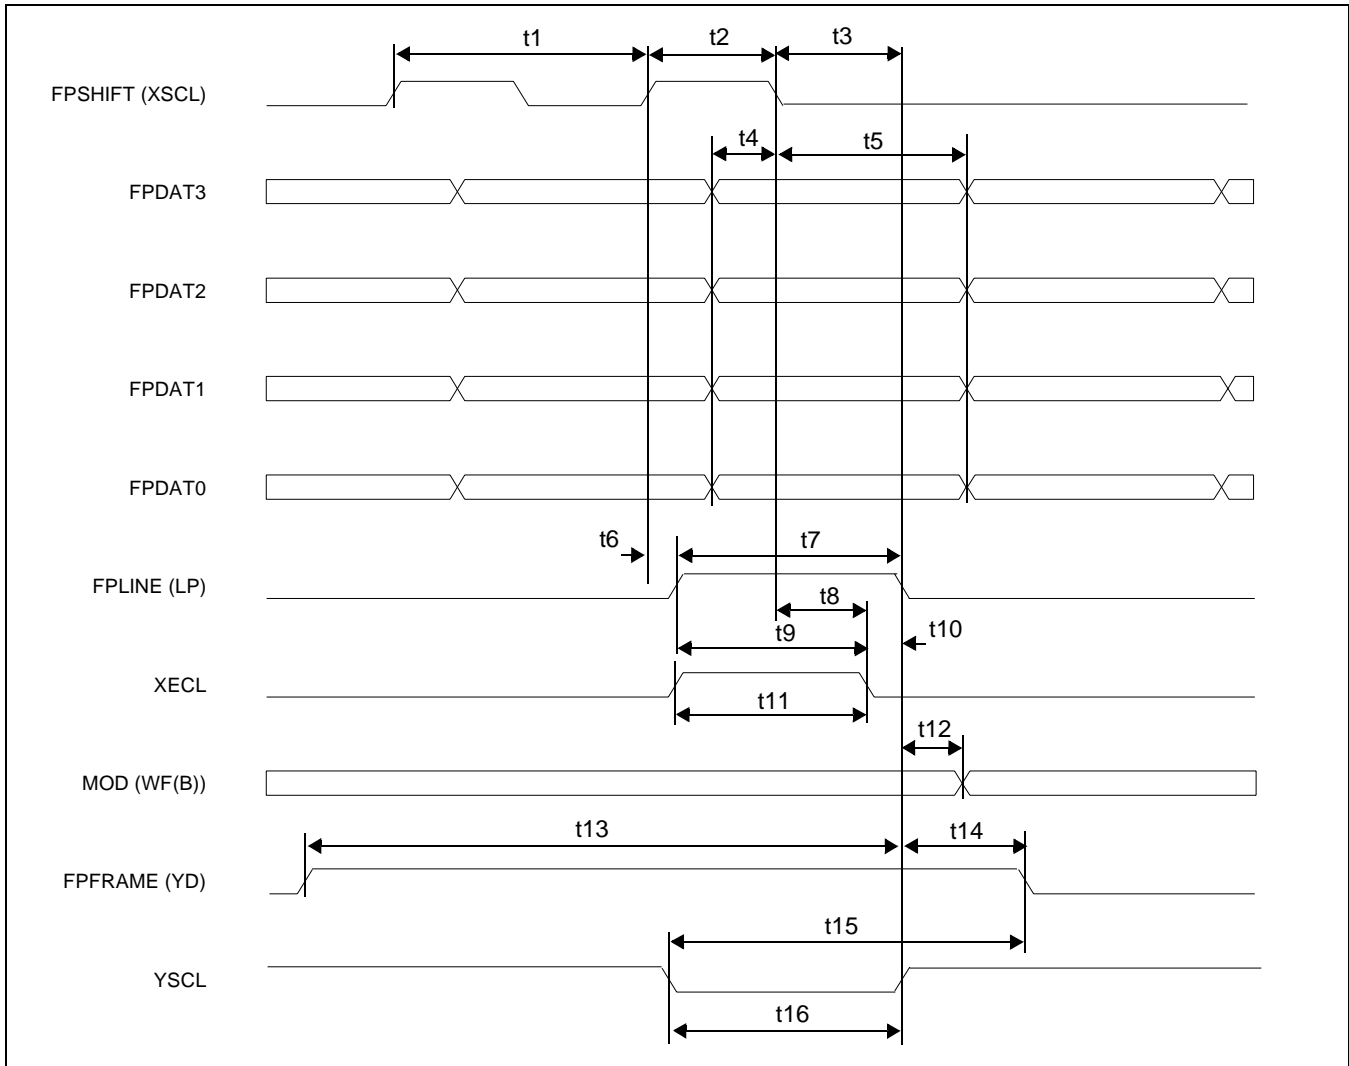 t1 t2 t3
FPSHIFT (XSCL)
t4 t5
FPDAT3
FPDAT2
FPDAT1
FPDAT0
t6 t7
FPLINE (LP)
t8
t9 t10
XECL
t11
t12
MOD (WF(B))
t13 t14
FPFRAME (YD)
t15
YSCL
t16